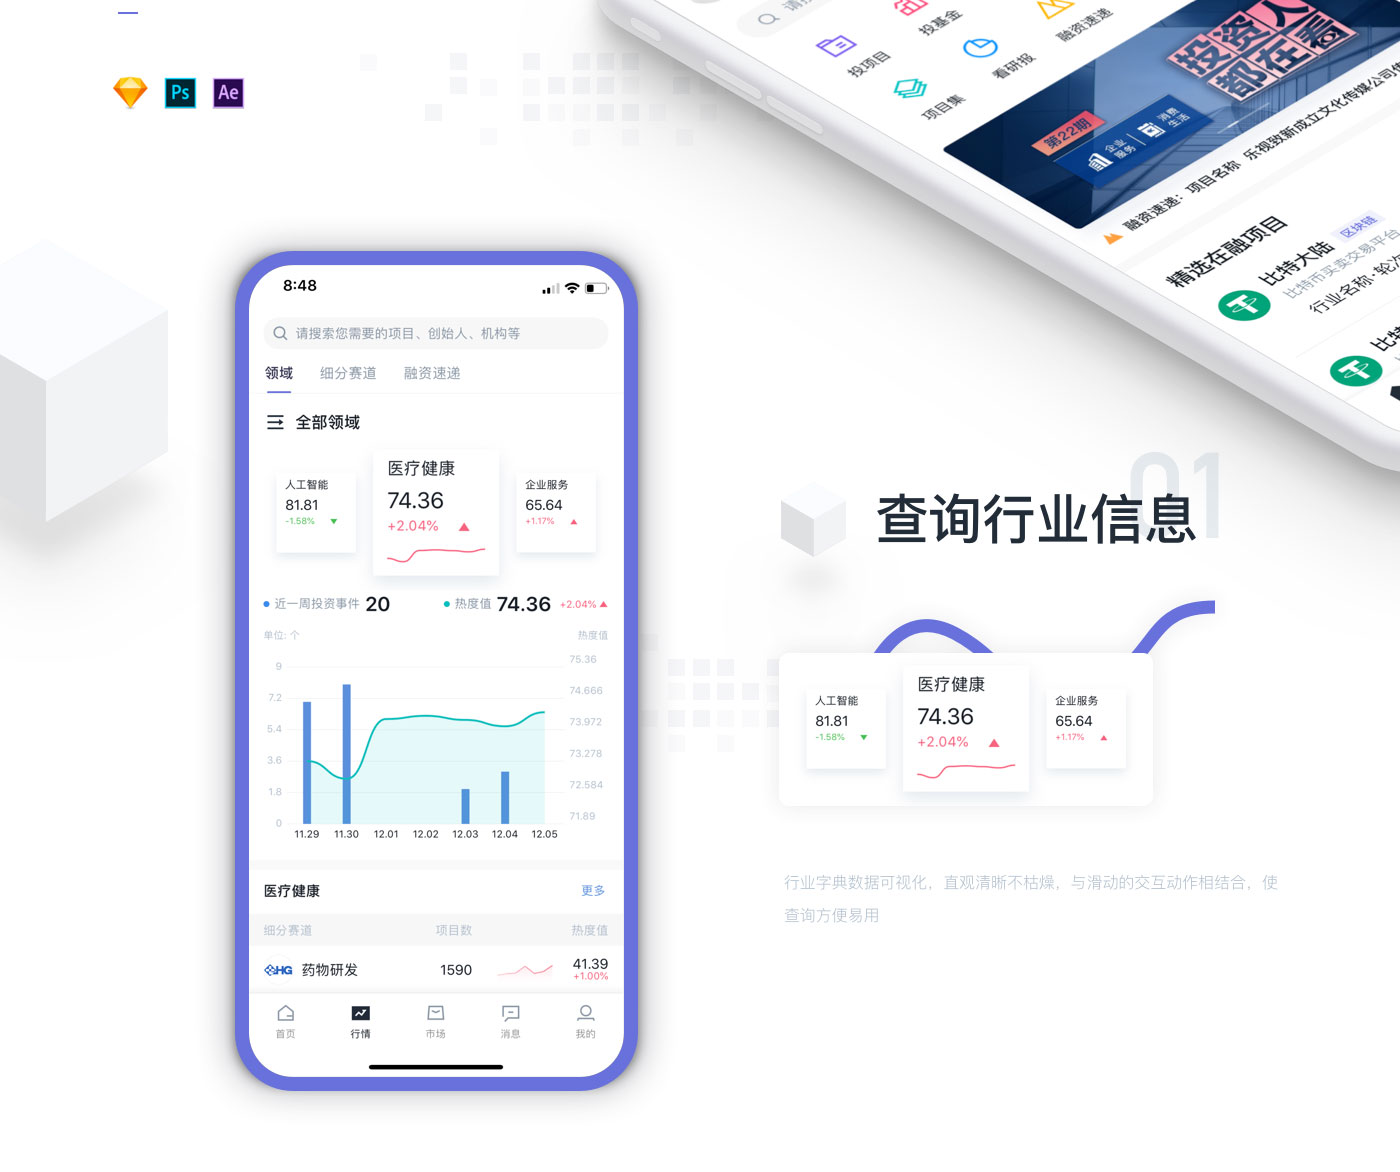 Ps
Ae
投基金
融资速递
投项目
看研报
项目集
投资人
都在看
第22期
企业
服务
消费
生活
融资速递：项目名称 乐视致新成立文化传媒公司
精选在融项目
比特大陆
区块链
比特币买卖交易平台
行业名称·轮次
8:48
请搜索您需要的项目、创始人、机构等
领域 细分赛道 融资速递
全部领域
人工智能
81.81
-1.58%
医疗健康
74.36
+2.04%
企业服务
65.64
+1.17%
近一周投资事件 20 热度值 74.36 +2.04%
单位: 个 热度值
9 75.36
7.2 74.666
5.4 73.972
3.6 73.278
1.8 72.584
0 71.89
11.29 11.30 12.01 12.02 12.03 12.04 12.05
医疗健康 更多
细分赛道 项目数 热度值
HG 药物研发 1590 41.39
+1.00%
首页 行情 市场 消息 我的
01
查询行业信息
人工智能
81.81
-1.58%
医疗健康
74.36
+2.04%
企业服务
65.64
+1.17%
行业字典数据可视化，直观清晰不枯燥，与滑动的交互动作相结合，使
查询方便易用